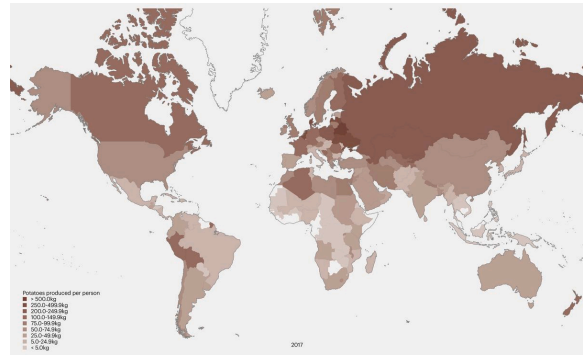 Potatoes produced per person
> 500.0kg
250.0-499.9kg
200.0-249.9kg
100.0-149.9kg
75.0-99.9kg
50.0-74.9kg
25.0-49.9kg
5.0-24.9kg
< 5.0kg
2017